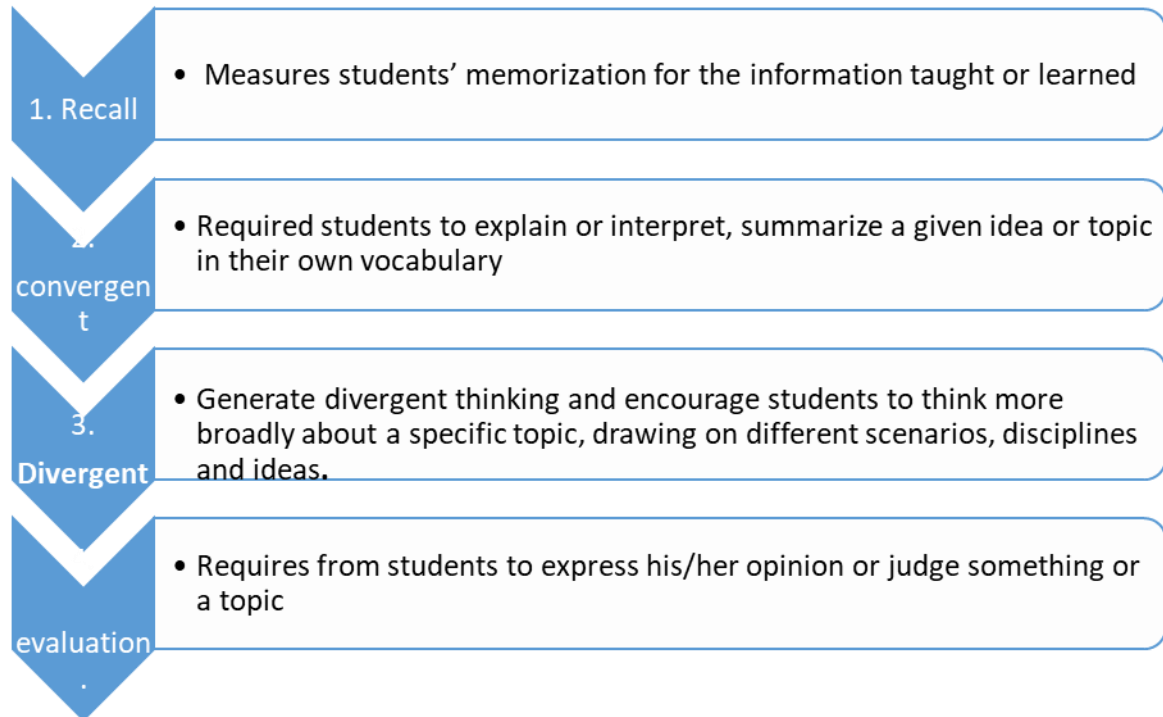 1. Recall
• Measures students’ memorization for the information taught or learned
2.
convergen
t
• Required students to explain or interpret, summarize a given idea or topic
in their own vocabulary
3.
Divergent
• Generate divergent thinking and encourage students to think more
broadly about a specific topic, drawing on different scenarios, disciplines
and ideas.
evaluation
.
• Requires from students to express his/her opinion or judge something or
a topic